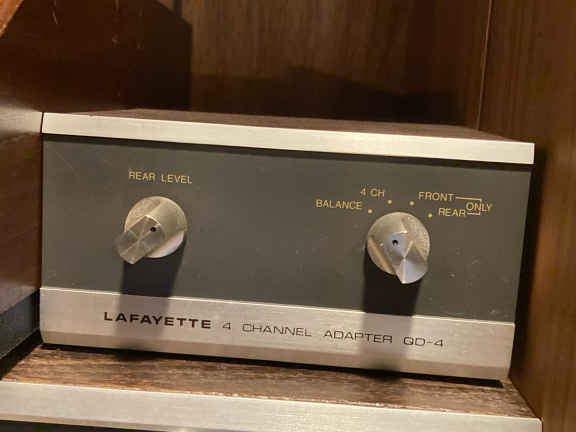 REAR LEVEL
BALANCE
4 CH
FRONT
REAR
ONLY
LAFAYETTE 4 CHANNEL ADAPTER QD-4